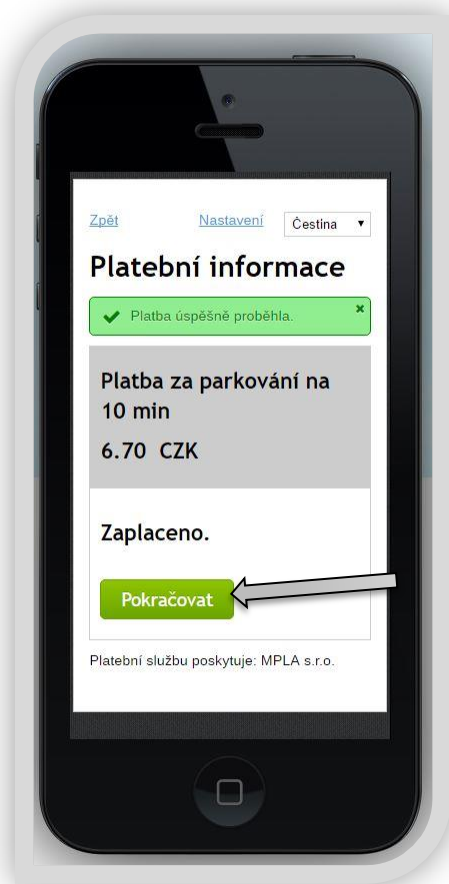 Zpět Nastavení Čeština
Platební informace
Platba úspěšně proběhla.
Platba za parkování na
10 min
6.70 CZK
Zaplaceno.
Pokračovat
Platební službu poskytuje: MPLA s.r.o.